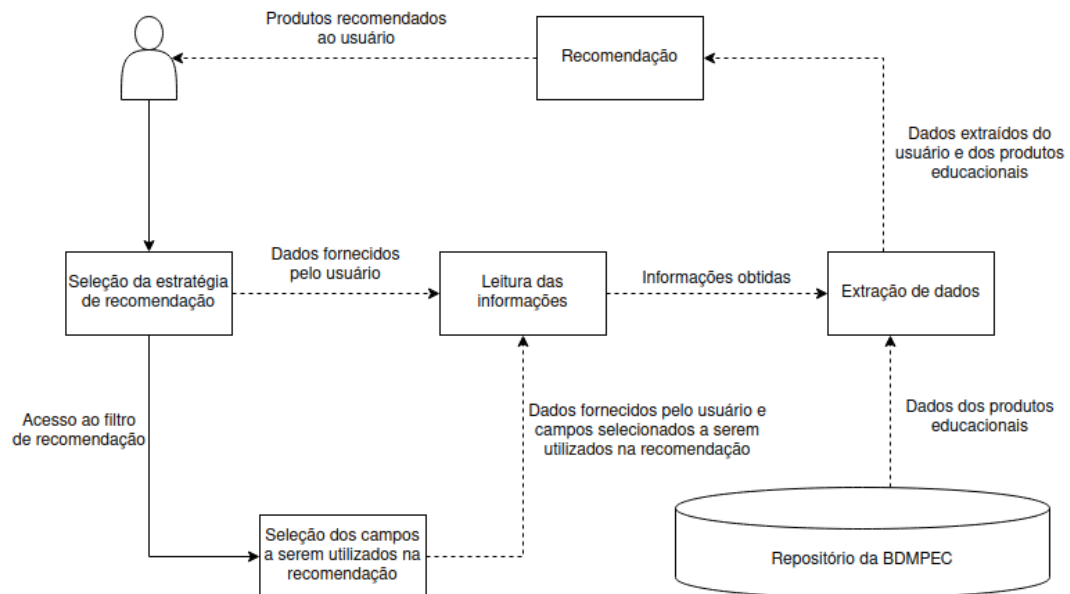 Produtos recomendados
ao usuário
Recomendação
Dados extraídos do
usuário e dos produtos
educacionais
Seleção da estratégia
de recomendação
Dados fornecidos
pelo usuário
Leitura das
informações
Informações obtidas
Extração de dados
Acesso ao filtro
de recomendação
Dados fornecidos pelo usuário e
campos selecionados a serem
utilizados na recomendação
Dados dos produtos
educacionais
Seleção dos campos
a serem utilizados na
recomendação
Repositório da BDMPEC